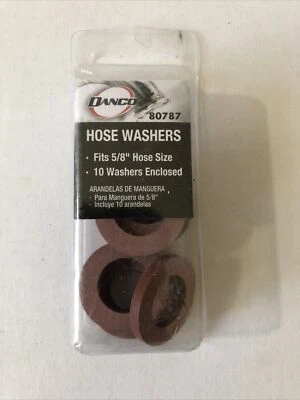 DANCO
80787
HOSE WASHERS
• Fits 5/8" Hose Size
• 10 Washers Enclosed
ARANDELAS DE MANGUERA
• Para Manguera de 5/8"
• Incluye 10 arandelas